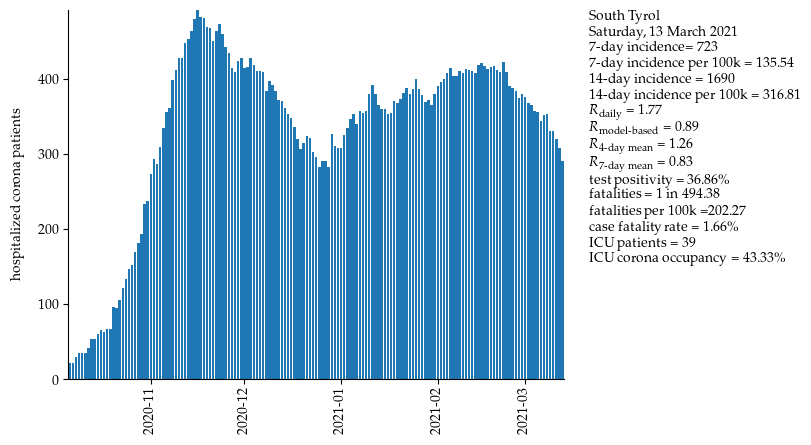 South Tyrol
Saturday, 13 March 2021
7-day incidence= 723
7-day incidence per 100k = 135.54
14-day incidence = 1690
14-day incidence per 100k = 316.81
R daily = 1.77
R model-based = 0.89
R 4-day mean = 1.26
R 7-day mean = 0.83
test positivity = 36.86%
fatalities = 1 in 494.38
fatalities per 100k =202.27
case fatality rate = 1.66%
ICU patients = 39
ICU corona occupancy = 43.33%
hospitalized corona patients
400
300
200
100
0
2020-11
2020-12
2021-01
2021-02
2021-03